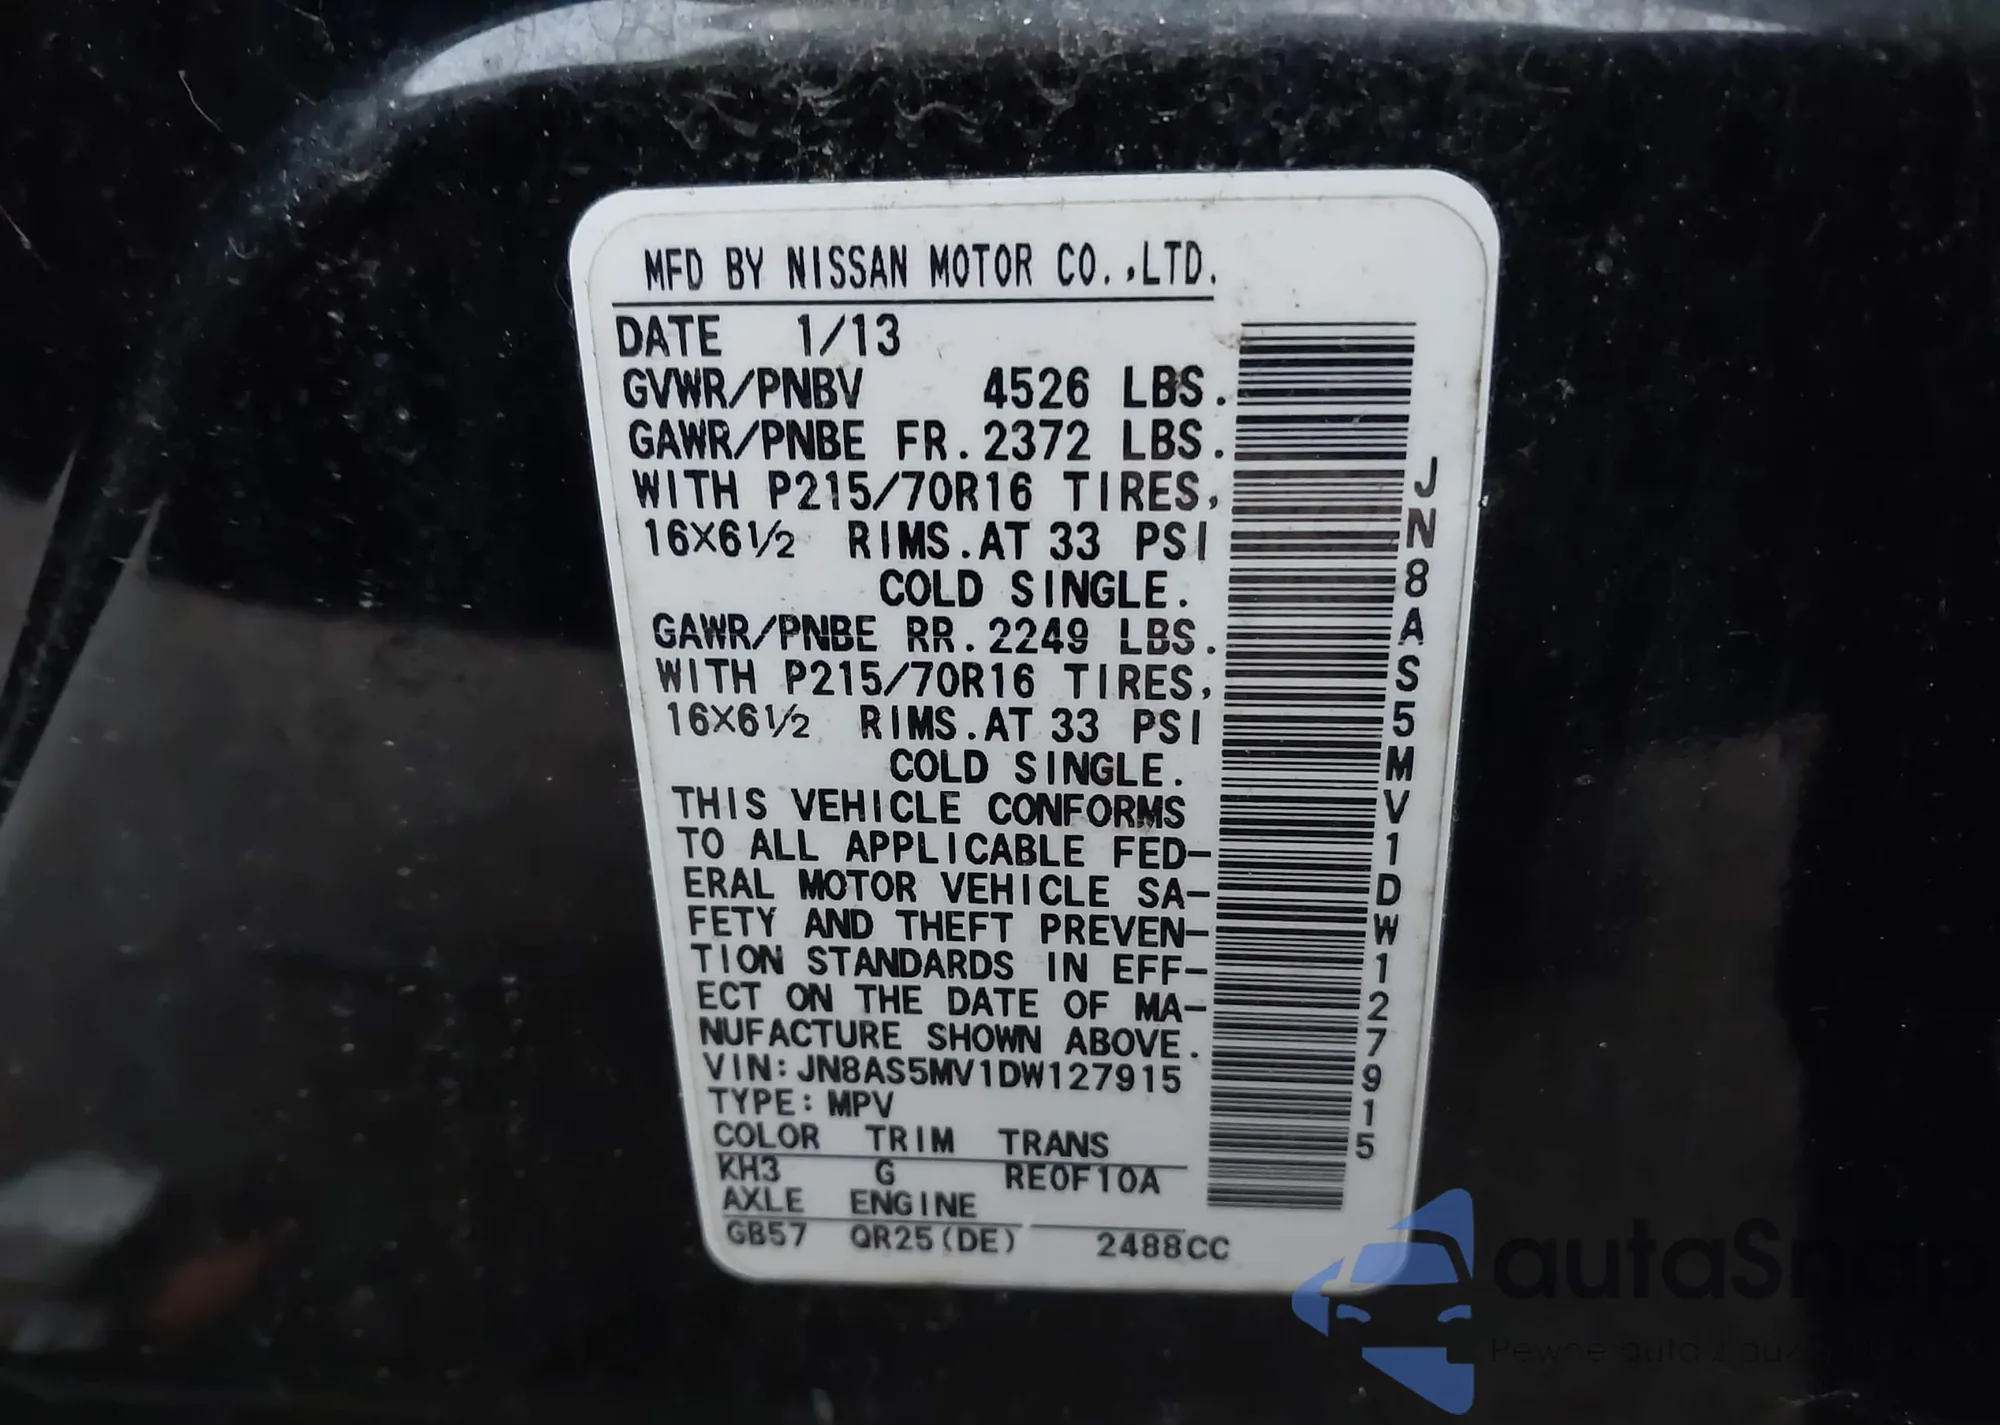 MFD BY NISSAN MOTOR CO.,LTD.
DATE 1/13
GVWR/PNBV 4526 LBS.
GAWR/PNBE FR.2372 LBS.
WITH P215/70R16 TIRES,
16X6½ RIMS.AT 33 PSI
COLD SINGLE.
GAWR/PNBE RR.2249 LBS.
WITH P215/70R16 TIRES,
16X6½ RIMS.AT 33 PSI
COLD SINGLE.
THIS VEHICLE CONFORMS
TO ALL APPLICABLE FED-
ERAL MOTOR VEHICLE SA-
FETY AND THEFT PREVEN-
TION STANDARDS IN EFF-
ECT ON THE DATE OF MA-
NUFACTURE SHOWN ABOVE.
VIN:JN8AS5MV1DW127915
TYPE:MPV
COLOR TRIM TRANS
KH3 G RE0F10A
AXLE ENGINE
GB57 QR25(DE) 2488CC
JN8AS5MV1DW127915
autaSnap
Pewne auta z